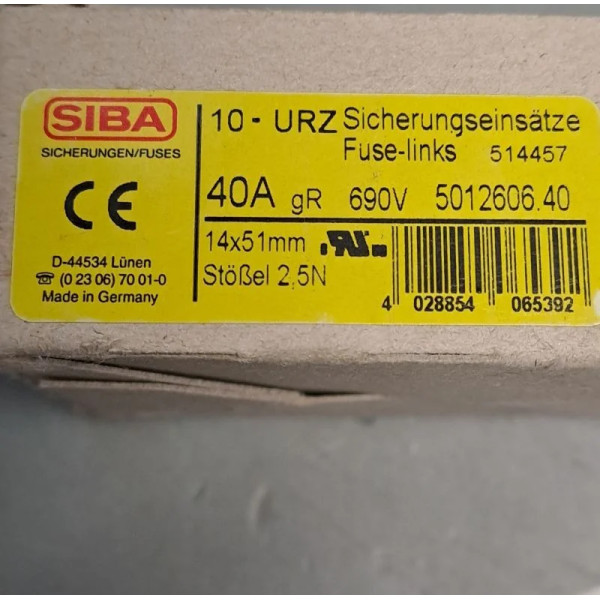 SIBA
SICHERUNGEN/FUSES
CE
D-44534 Lünen
☎ (0 23 06) 70 01-0
Made in Germany
10 - URZ Sicherungseinsätze
Fuse-links 514457
40A gR 690V 5012606.40
14x51mm
Stößel 2,5N
4 028854 065392